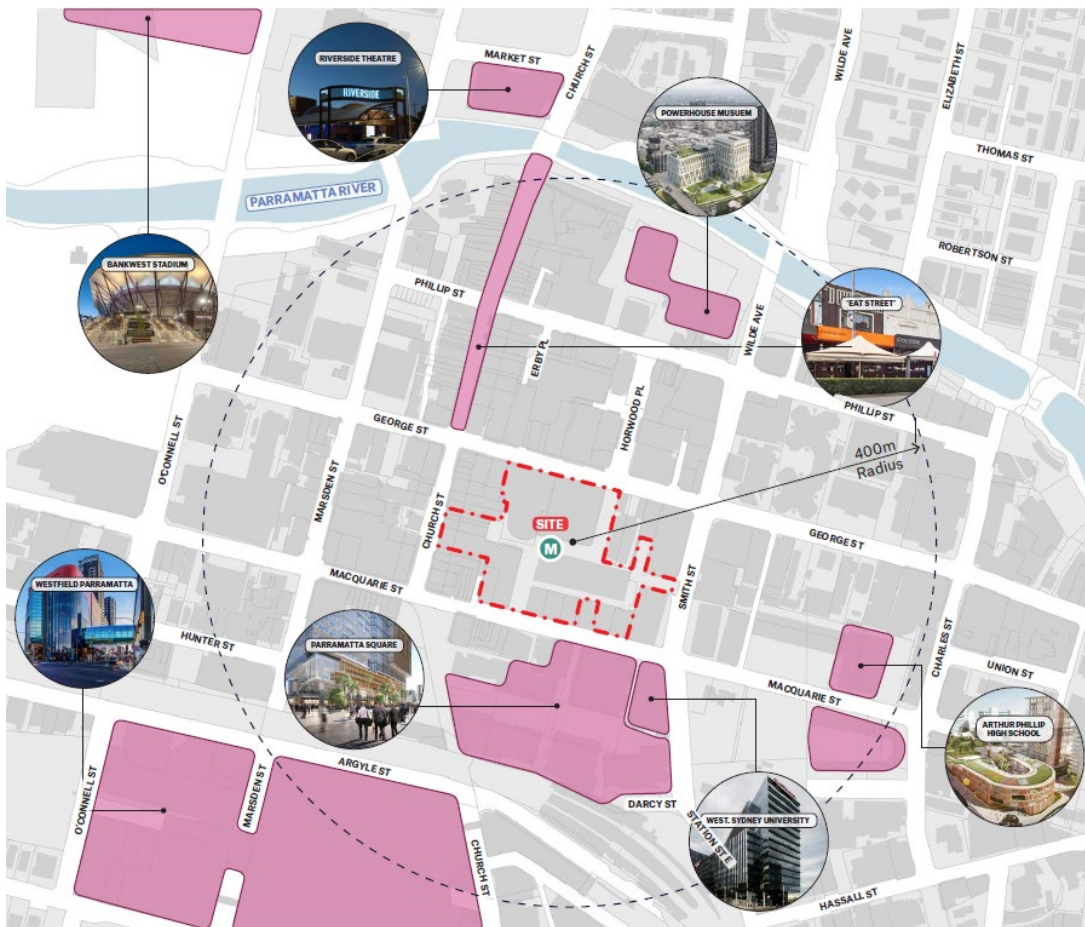 MARKET ST
CHURCH ST
WILDE AVE
ELIZABETH ST
RIVERSIDE THEATRE
RIVERSIDE
POWERHOUSE MUSUEM
THOMAS ST
PARRAMATTA RIVER
ROBERTSON ST
BANKWEST STADIUM
PHILLIP ST
'EAT STREET'
WILDE AVE
ERBY PL
HORWOOD PL
PHILLIP ST
O'CONNELL ST
GEORGE ST
400m
Radius
MARSDEN ST
CHURCH ST
SITE
M
GEORGE ST
MACQUARIE ST
SMITH ST
WESTFIELD PARRAMATTA
HUNTER ST
PARRAMATTA SQUARE
CHARLES ST
UNION ST
MACQUARIE ST
ARTHUR PHILLIP
HIGH SCHOOL
O'CONNELL ST
MARSDEN ST
ARGYLE ST
DARCY ST
WEST. SYDNEY UNIVERSITY
STATION ST E
CHURCH ST
HASSALL ST